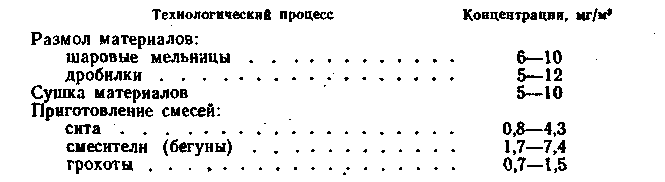 Технологический процесс Концентрации, мг/м³
Размол материалов:
шаровые мельницы . . . . . . . . . . . . 6—10
дробилки . . . . . . . . . . . . . . . . . 5—12
Сушка материалов 5—10
Приготовление смесей:
сита . . . . . . . . . . . . . . . . . . . 0,8—4,3
смесители (бегуны) . . . . . . . . . . . . 1,7—7,4
грохоты . . . . . . . . . . . . . . . . . 0,7—1,5